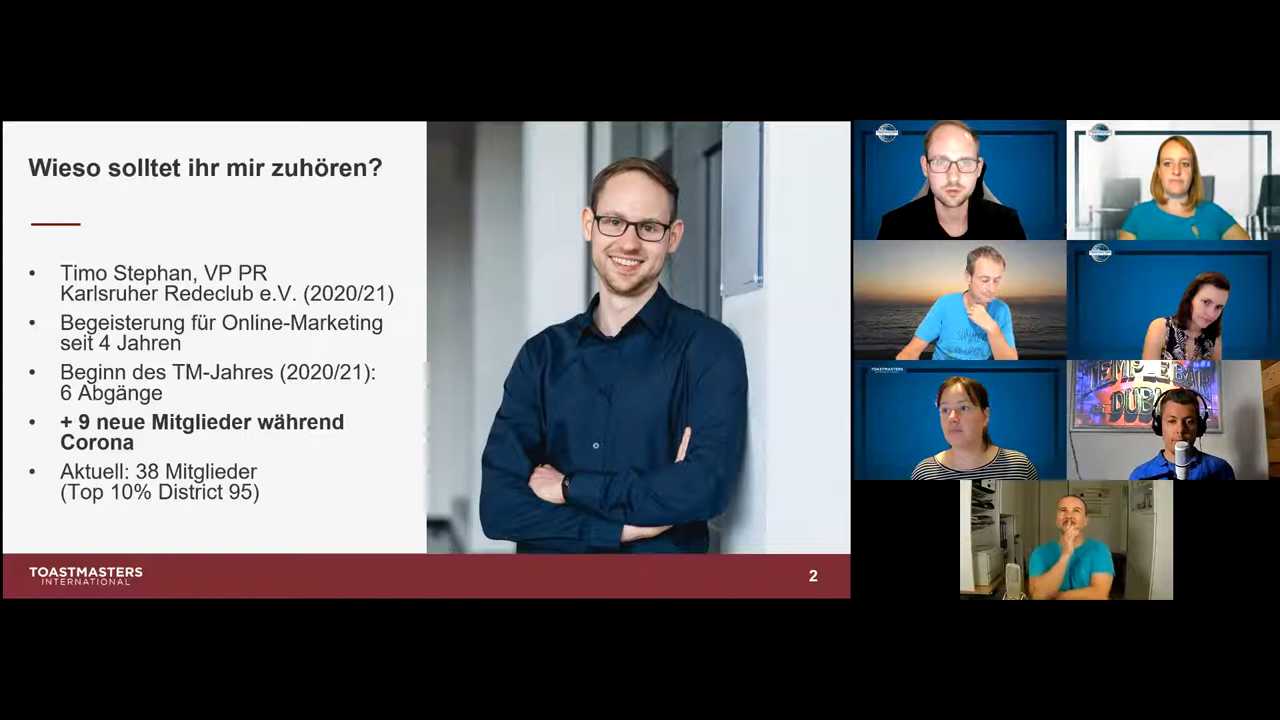 Wieso solltet ihr mir zuhören?
• Timo Stephan, VP PR
Karlsruher Redeclub e.V. (2020/21)
• Begeisterung für Online-Marketing
seit 4 Jahren
• Beginn des TM-Jahres (2020/21):
6 Abgänge
• + 9 neue Mitglieder während
Corona
• Aktuell: 38 Mitglieder
(Top 10% District 95)
TOASTMASTERS
INTERNATIONAL
2
TOASTMASTERS
INTERNATIONAL